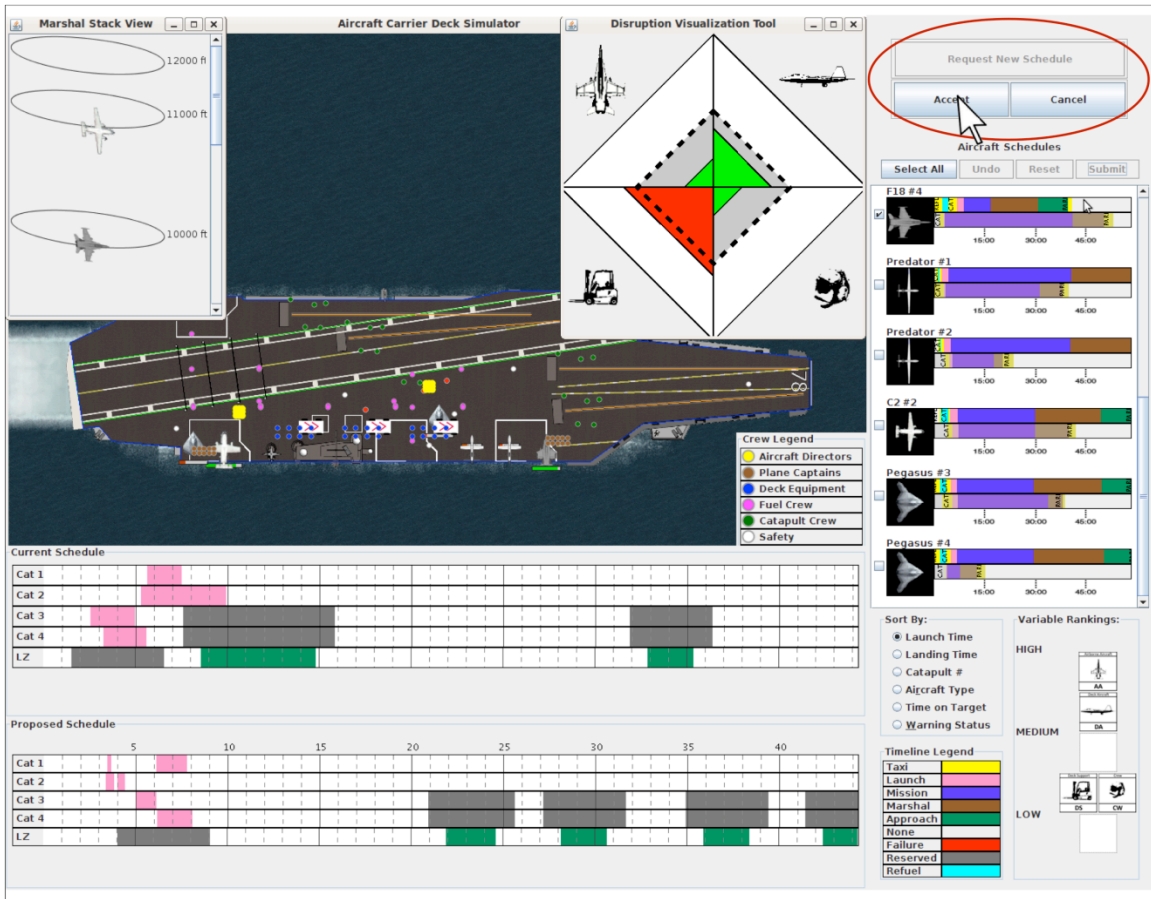 Marshal Stack View
12000 ft
11000 ft
10000 ft
Aircraft Carrier Deck Simulator
Disruption Visualization Tool
78
Crew Legend
Aircraft Directors
Plane Captains
Deck Equipment
Fuel Crew
Catapult Crew
Safety
Request New Schedule
Accept Cancel
Aircraft Schedules
Select All Undo Reset Submit
F18 #4
15:00 30:00 45:00
Predator #1
15:00 30:00 45:00
Predator #2
15:00 30:00 45:00
C2 #2
15:00 30:00 45:00
Pegasus #3
15:00 30:00 45:00
Pegasus #4
15:00 30:00 45:00
Current Schedule
Cat 1
Cat 2
Cat 3
Cat 4
LZ
Proposed Schedule
5 10 15 20 25 30 35 40
Cat 1
Cat 2
Cat 3
Cat 4
LZ
Sort By:
Launch Time
Landing Time
Catapult #
Aircraft Type
Time on Target
Warning Status
Timeline Legend
Taxi
Launch
Mission
Marshal
Approach
None
Failure
Reserved
Refuel
Variable Rankings:
HIGH
AA
DA
MEDIUM
DS CW
LOW